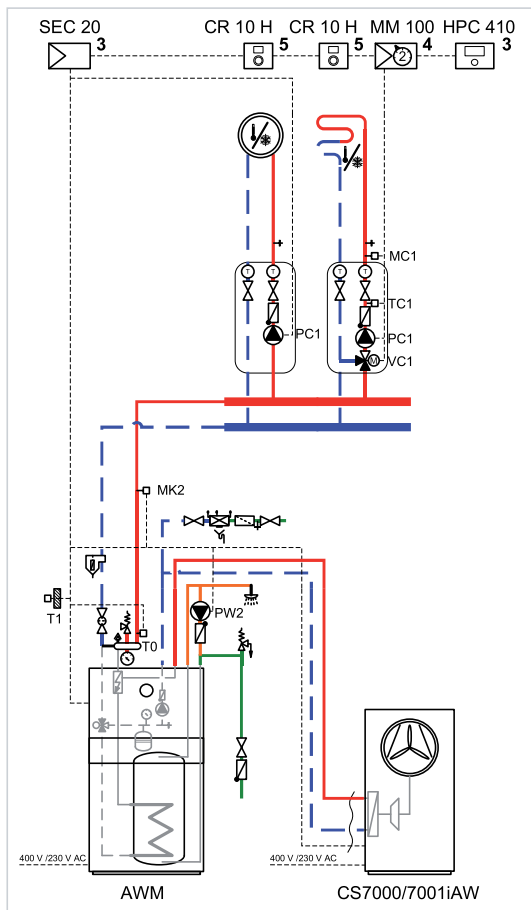 SEC 20 CR 10 H CR 10 H MM 100 HPC 410
3 5 5 2 4 3
T T T T
MC1
TC1
PC1 PC1
M VC1
MK2
PW2
T1 T0
400 V /230 V AC 400 V /230 V AC
AWM CS7000/7001iAW